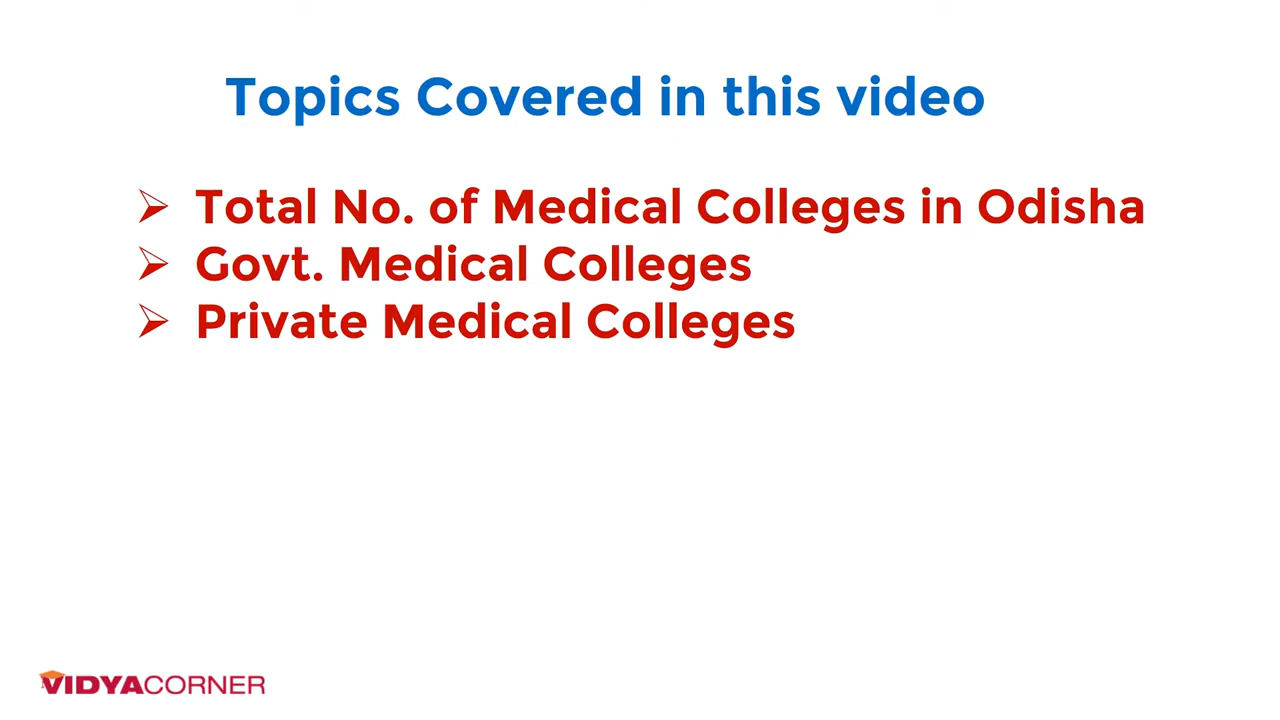 Topics Covered in this video
➢ Total No. of Medical Colleges in Odisha
➢ Govt. Medical Colleges
➢ Private Medical Colleges
VIDYACORNER